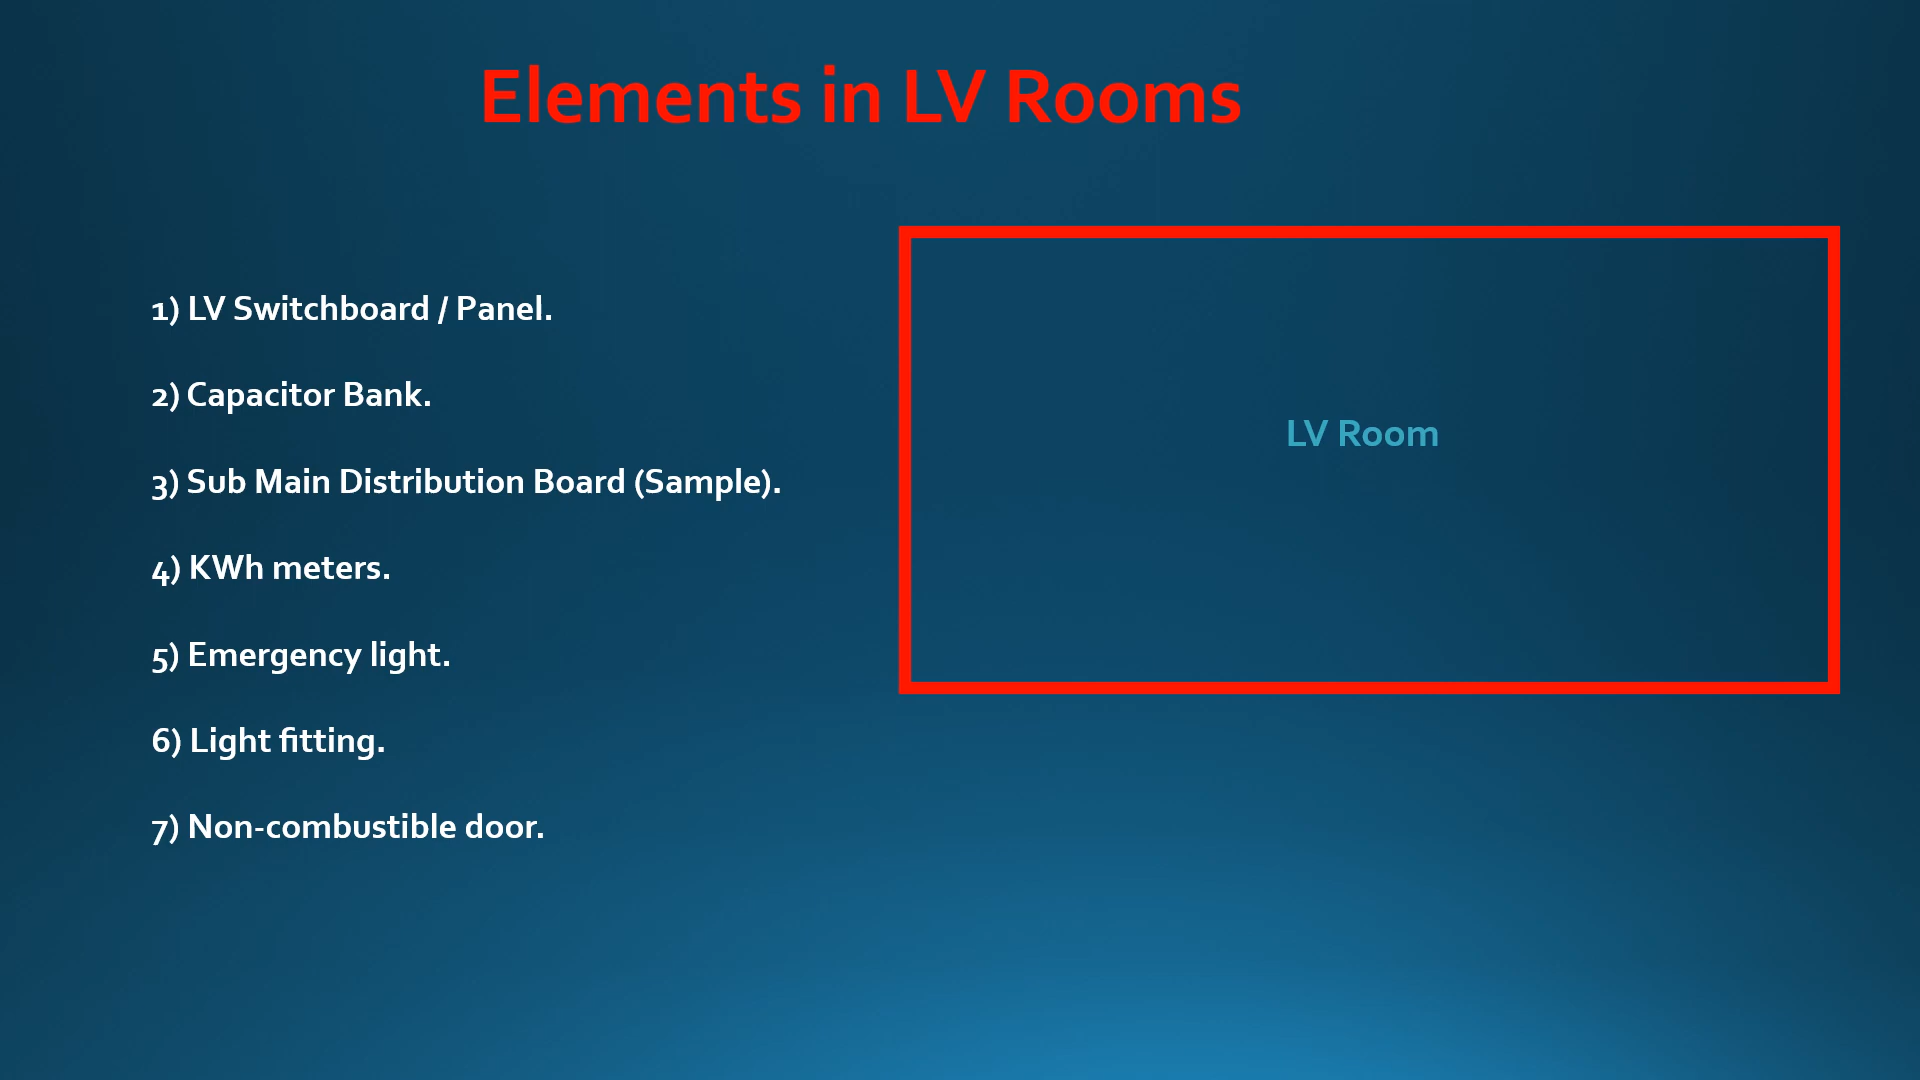 Elements in LV Rooms
1) LV Switchboard / Panel.
2) Capacitor Bank.
3) Sub Main Distribution Board (Sample).
4) KWh meters.
5) Emergency light.
6) Light fitting.
7) Non-combustible door.
LV Room